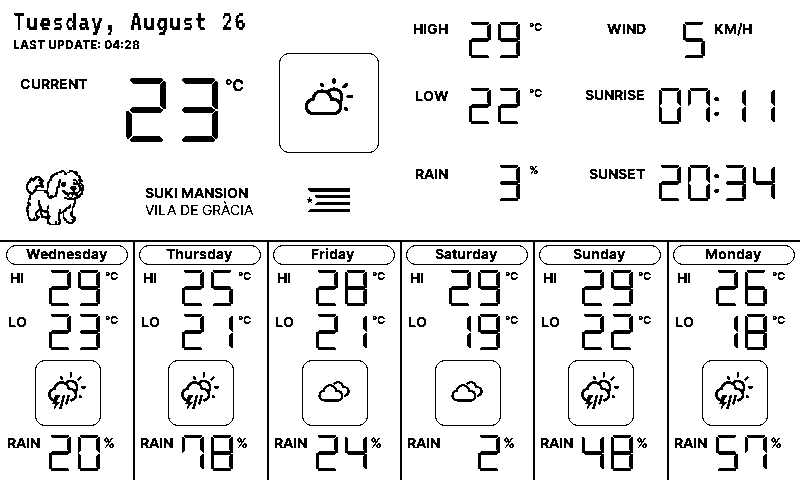 Tuesday, August 26
LAST UPDATE: 04:28
CURRENT 23 °C
HIGH 29 °C
LOW 22 °C
RAIN 3 %
WIND 5 KM/H
SUNRISE 07:11
SUNSET 20:34
SUKI MANSION
VILA DE GRÀCIA
Wednesday
HI 29 °C
LO 23 °C
RAIN 20 %
Thursday
HI 25 °C
LO 21 °C
RAIN 78 %
Friday
HI 28 °C
LO 21 °C
RAIN 24 %
Saturday
HI 29 °C
LO 19 °C
RAIN 2 %
Sunday
HI 29 °C
LO 22 °C
RAIN 48 %
Monday
HI 26 °C
LO 18 °C
RAIN 57 %